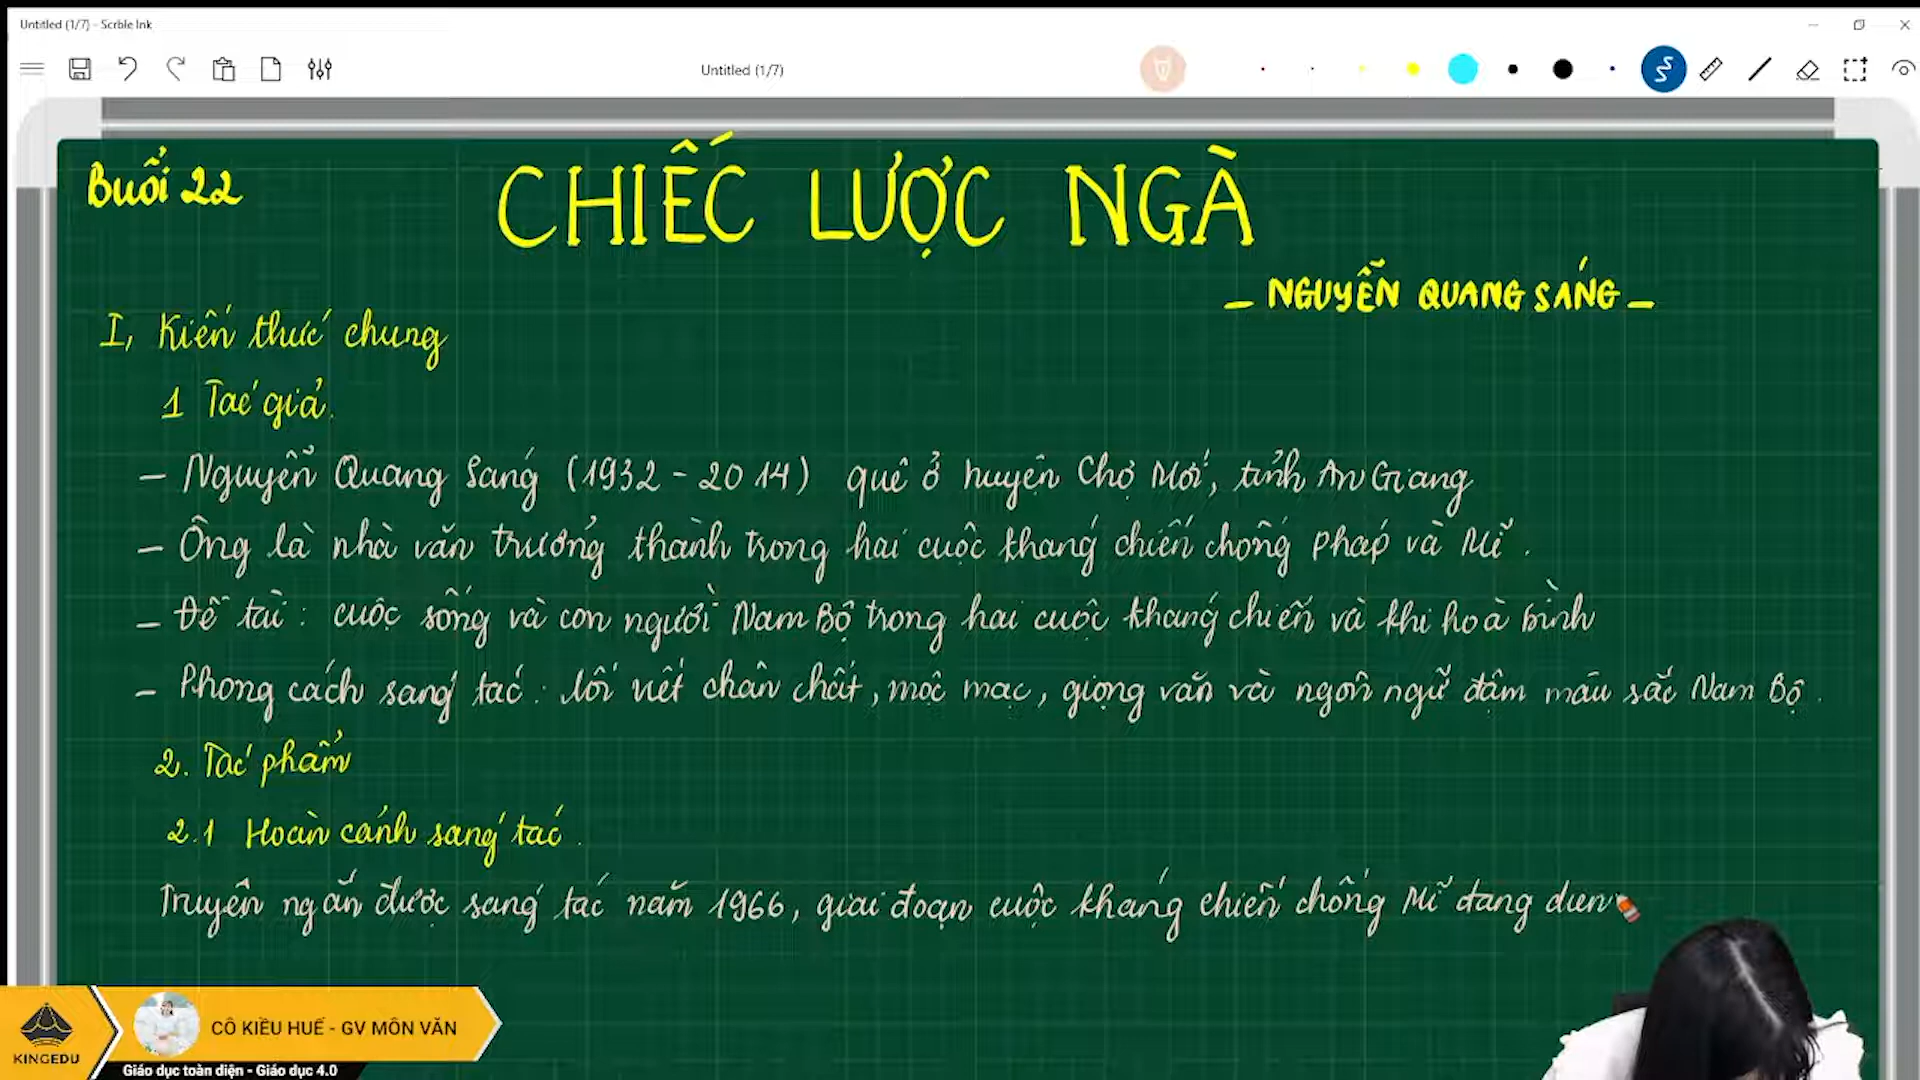 Untitled (1/7) - Scrble Ink
Untitled (1/7)
Buổi 22
CHIẾC LƯỢC NGÀ
- NGUYỄN QUANG SÁNG -
I, Kiến thức chung
1 Tác giả.
- Nguyễn Quang Sáng (1932 - 2014) quê ở huyện Chợ Mới, tỉnh An Giang
- Ông là nhà văn trưởng thành trong hai cuộc kháng chiến chống Pháp và Mĩ.
- Đề tài: cuộc sống và con người Nam Bộ trong hai cuộc kháng chiến và khi hoà bình
- Phong cách sáng tác: lối viết chân chất, mộc mạc, giọng văn và ngôn ngữ đậm màu sắc Nam Bộ.
2. Tác phẩm
2.1 Hoàn cảnh sáng tác.
Truyện ngắn được sáng tác năm 1966, giai đoạn cuộc kháng chiến chống Mĩ đang dien
CÔ KIỀU HUẾ - GV MÔN VĂN
KINGEDU
Giáo dục toàn diện - Giáo dục 4.0